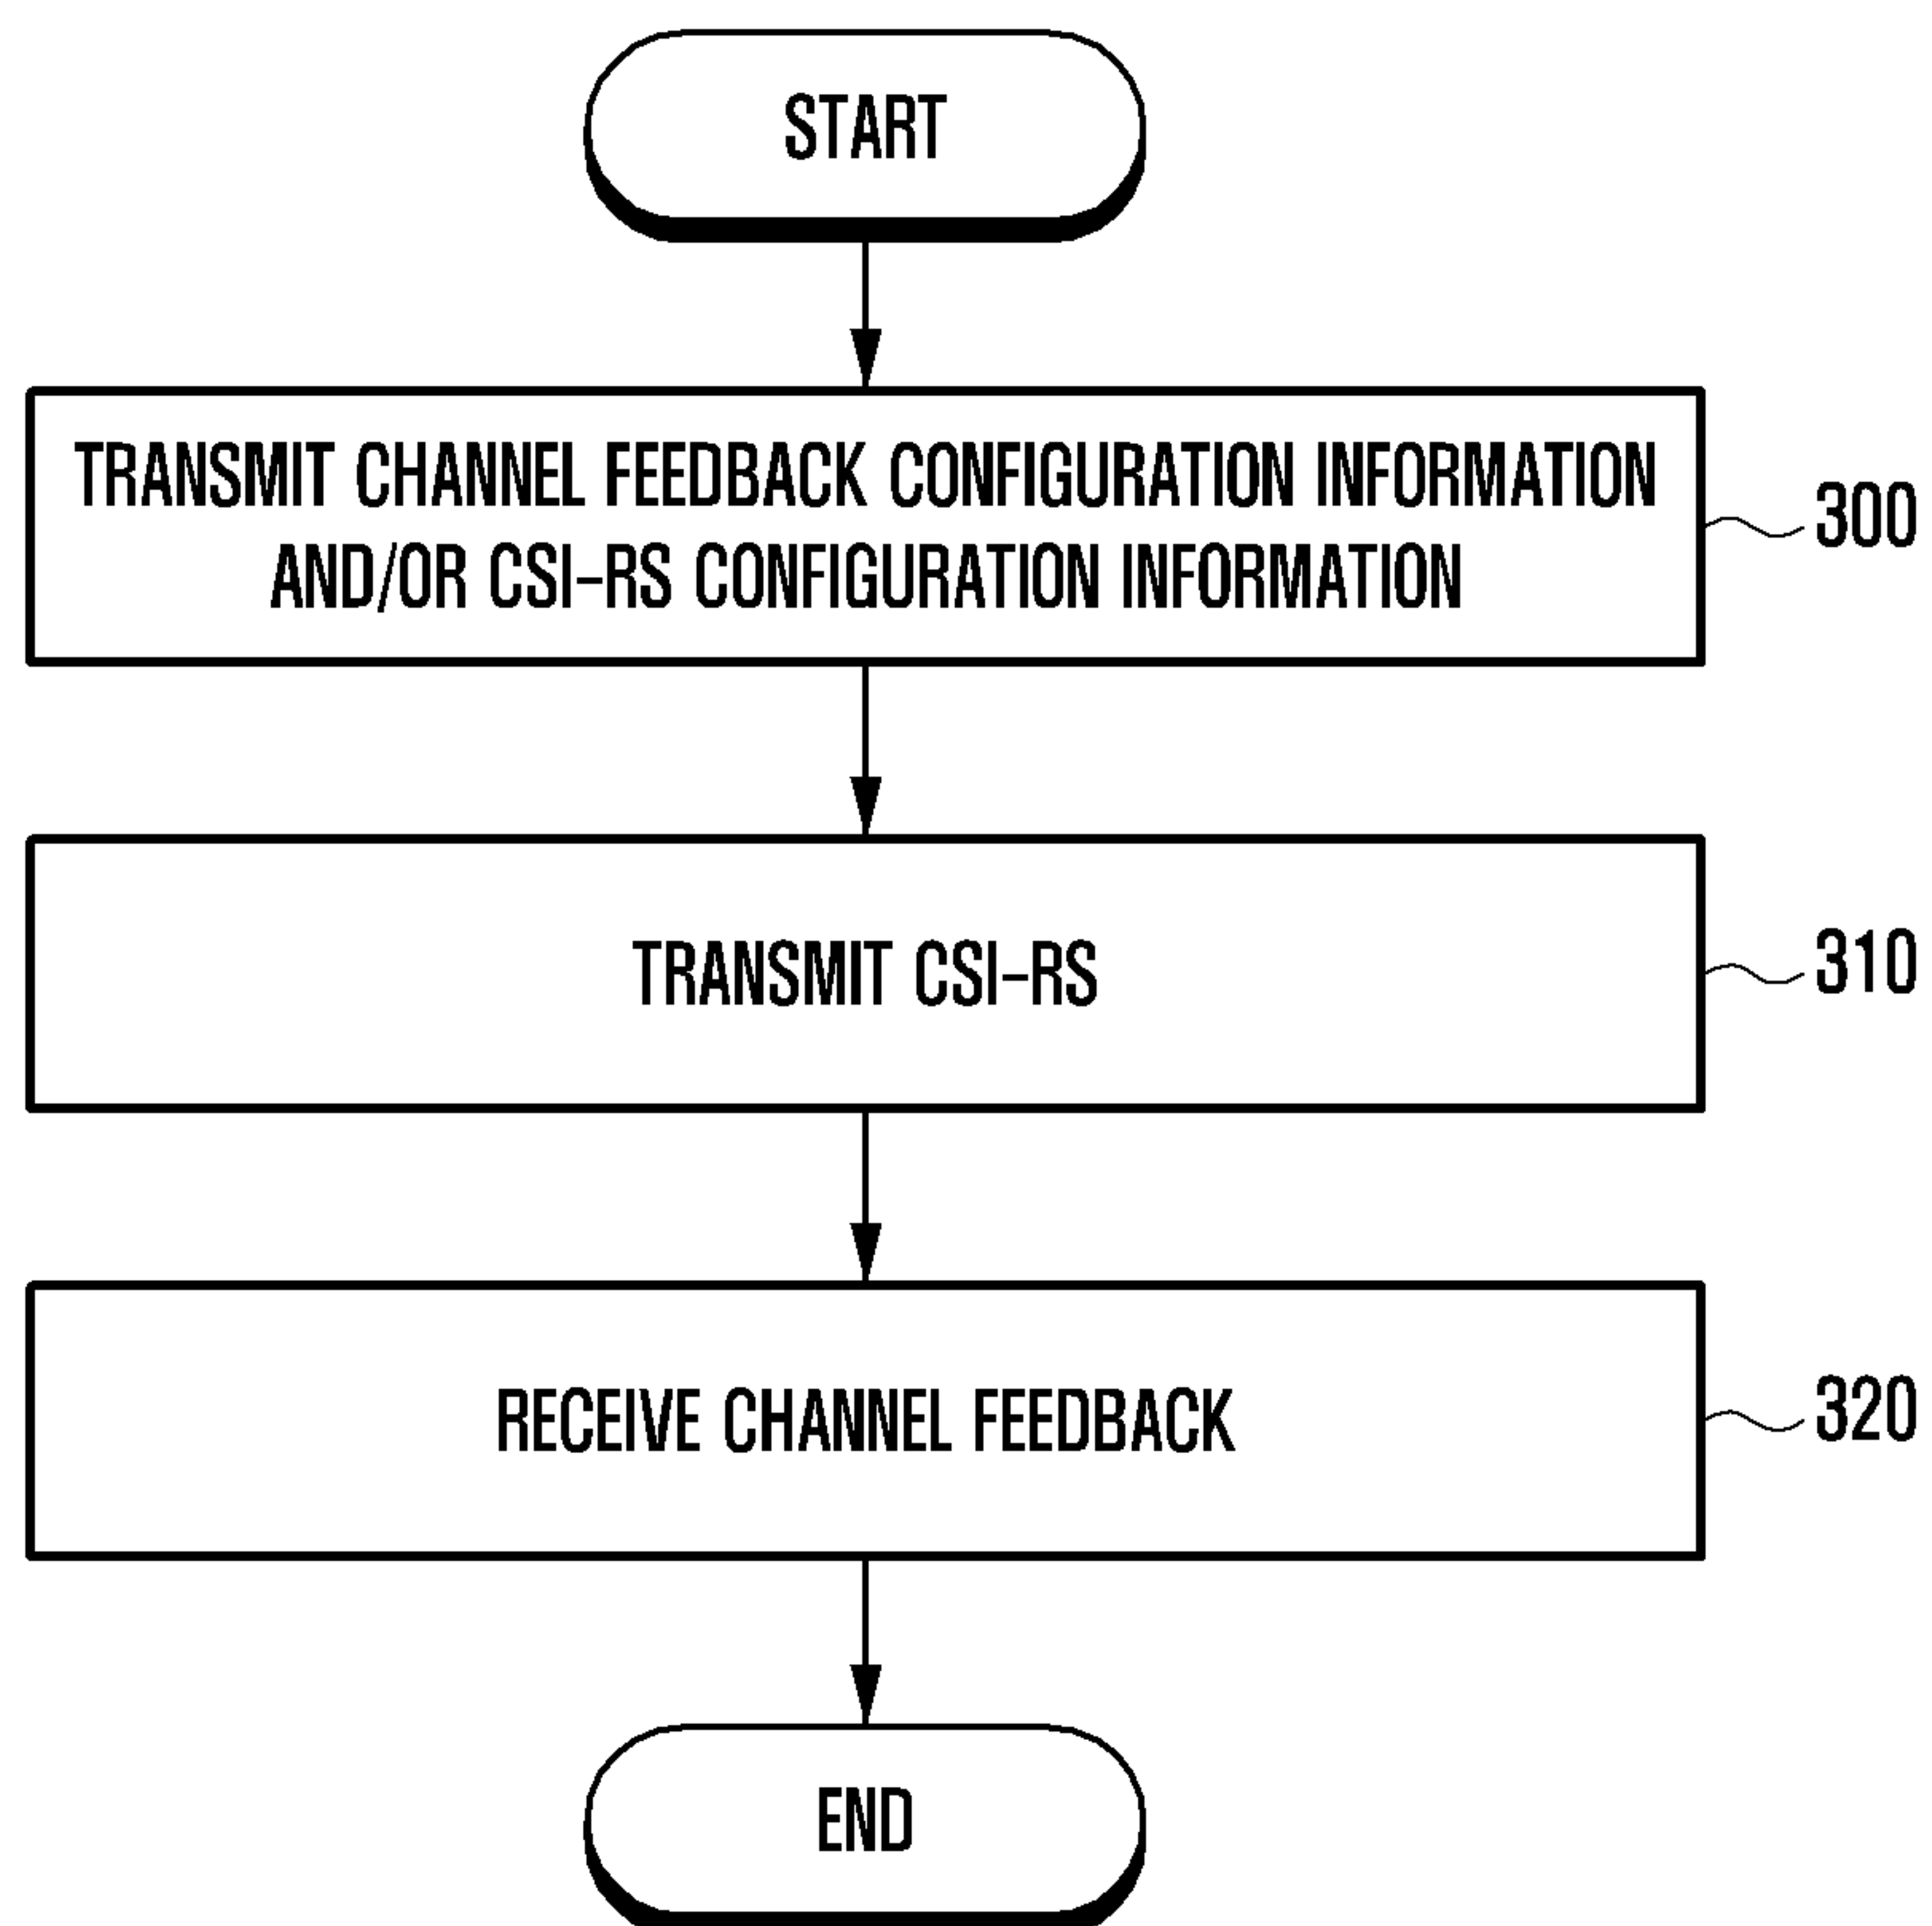 START
TRANSMIT CHANNEL FEEDBACK CONFIGURATION INFORMATION
AND/OR CSI-RS CONFIGURATION INFORMATION
300
TRANSMIT CSI-RS
310
RECEIVE CHANNEL FEEDBACK
320
END